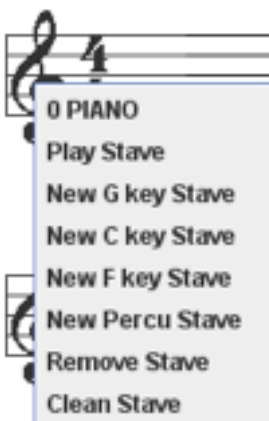 4
0 PIANO
Play Stave
New G key Stave
New C key Stave
New F key Stave
New Percu Stave
Remove Stave
Clean Stave